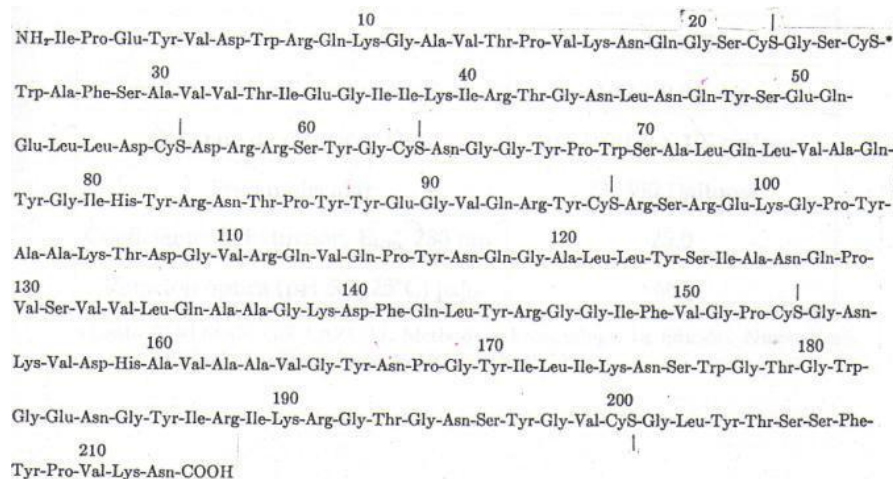 10 20
NH₂-Ile-Pro-Glu-Tyr-Val-Asp-Trp-Arg-Gln-Lys-Gly-Ala-Val-Thr-Pro-Val-Lys-Asn-Gln-Gly-Ser-CyS-Gly-Ser-CyS-*
30 40 50
Trp-Ala-Phe-Ser-Ala-Val-Val-Thr-Ile-Glu-Gly-Ile-Ile-Lys-Ile-Arg-Thr-Gly-Asn-Leu-Asn-Gln-Tyr-Ser-Glu-Gln-
60 70
Glu-Leu-Leu-Asp-CyS-Asp-Arg-Arg-Ser-Tyr-Gly-CyS-Asn-Gly-Gly-Tyr-Pro-Trp-Ser-Ala-Leu-Gln-Leu-Val-Ala-Gln-
80 90 100
Tyr-Gly-Ile-His-Tyr-Arg-Asn-Thr-Pro-Tyr-Tyr-Glu-Gly-Val-Gln-Arg-Tyr-CyS-Arg-Ser-Arg-Glu-Lys-Gly-Pro-Tyr-
110 120
Ala-Ala-Lys-Thr-Asp-Gly-Val-Arg-Gln-Val-Gln-Pro-Tyr-Asn-Gln-Gly-Ala-Leu-Leu-Tyr-Ser-Ile-Ala-Asn-Gln-Pro-
130 140 150
Val-Ser-Val-Val-Leu-Gln-Ala-Ala-Gly-Lys-Asp-Phe-Gln-Leu-Tyr-Arg-Gly-Gly-Ile-Phe-Val-Gly-Pro-CyS-Gly-Asn-
160 170 180
Lys-Val-Asp-His-Ala-Val-Ala-Ala-Val-Gly-Tyr-Asn-Pro-Gly-Tyr-Ile-Leu-Ile-Lys-Asn-Ser-Trp-Gly-Thr-Gly-Trp-
190 200
Gly-Glu-Asn-Gly-Tyr-Ile-Arg-Ile-Lys-Arg-Gly-Thr-Gly-Asn-Ser-Tyr-Gly-Val-CyS-Gly-Leu-Tyr-Thr-Ser-Ser-Phe-
210
Tyr-Pro-Val-Lys-Asn-COOH